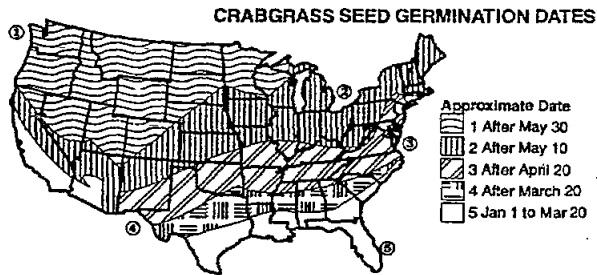 CRABGRASS SEED GERMINATION DATES
①
②
Approximate Date
1 After May 30
2 After May 10
③
3 After April 20
4 After March 20
④
5 Jan 1 to Mar 20
⑤